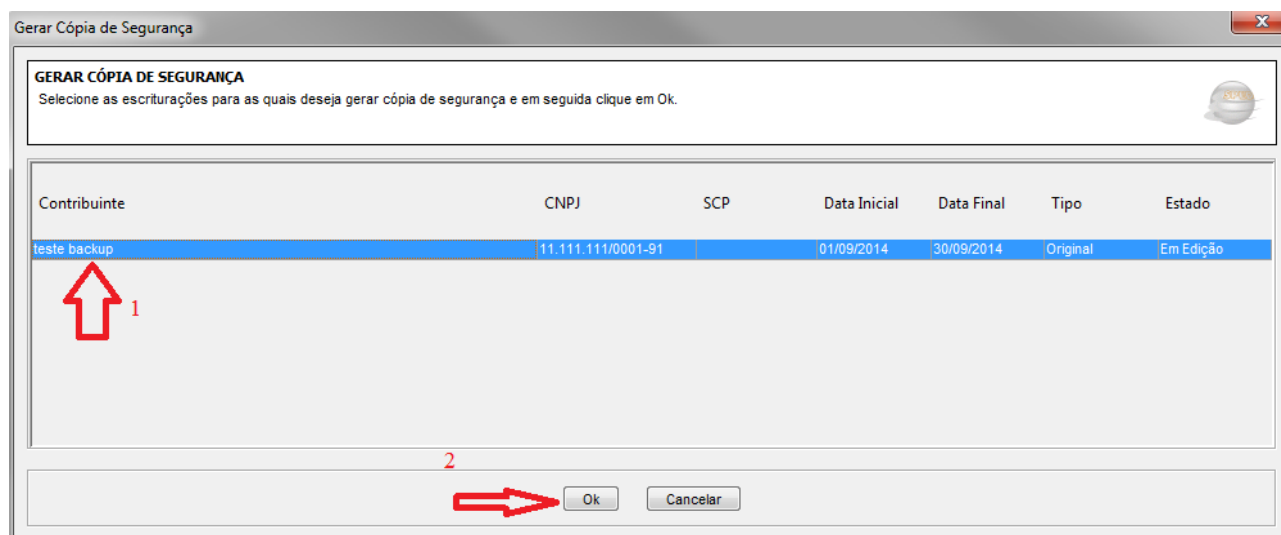 Gerar Cópia de Segurança
GERAR CÓPIA DE SEGURANÇA
Selecione as escriturações para as quais deseja gerar cópia de segurança e em seguida clique em Ok.
Contribuinte CNPJ SCP Data Inicial Data Final Tipo Estado
teste backup 11.111.111/0001-91 01/09/2014 30/09/2014 Original Em Edição
1
2
Ok Cancelar